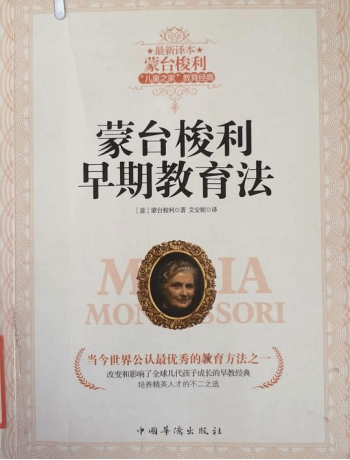 ★最新译本★
蒙台梭利
“儿童之家”教育经典
蒙台梭利
早期教育法
［意］蒙台梭利◎著 艾安妮◎译
MARIA
MONTESSORI
当今世界公认最优秀的教育方法之一
改变和影响了全球几代孩子成长的早教经典
培养精英人才的不二之选
中国华侨出版社